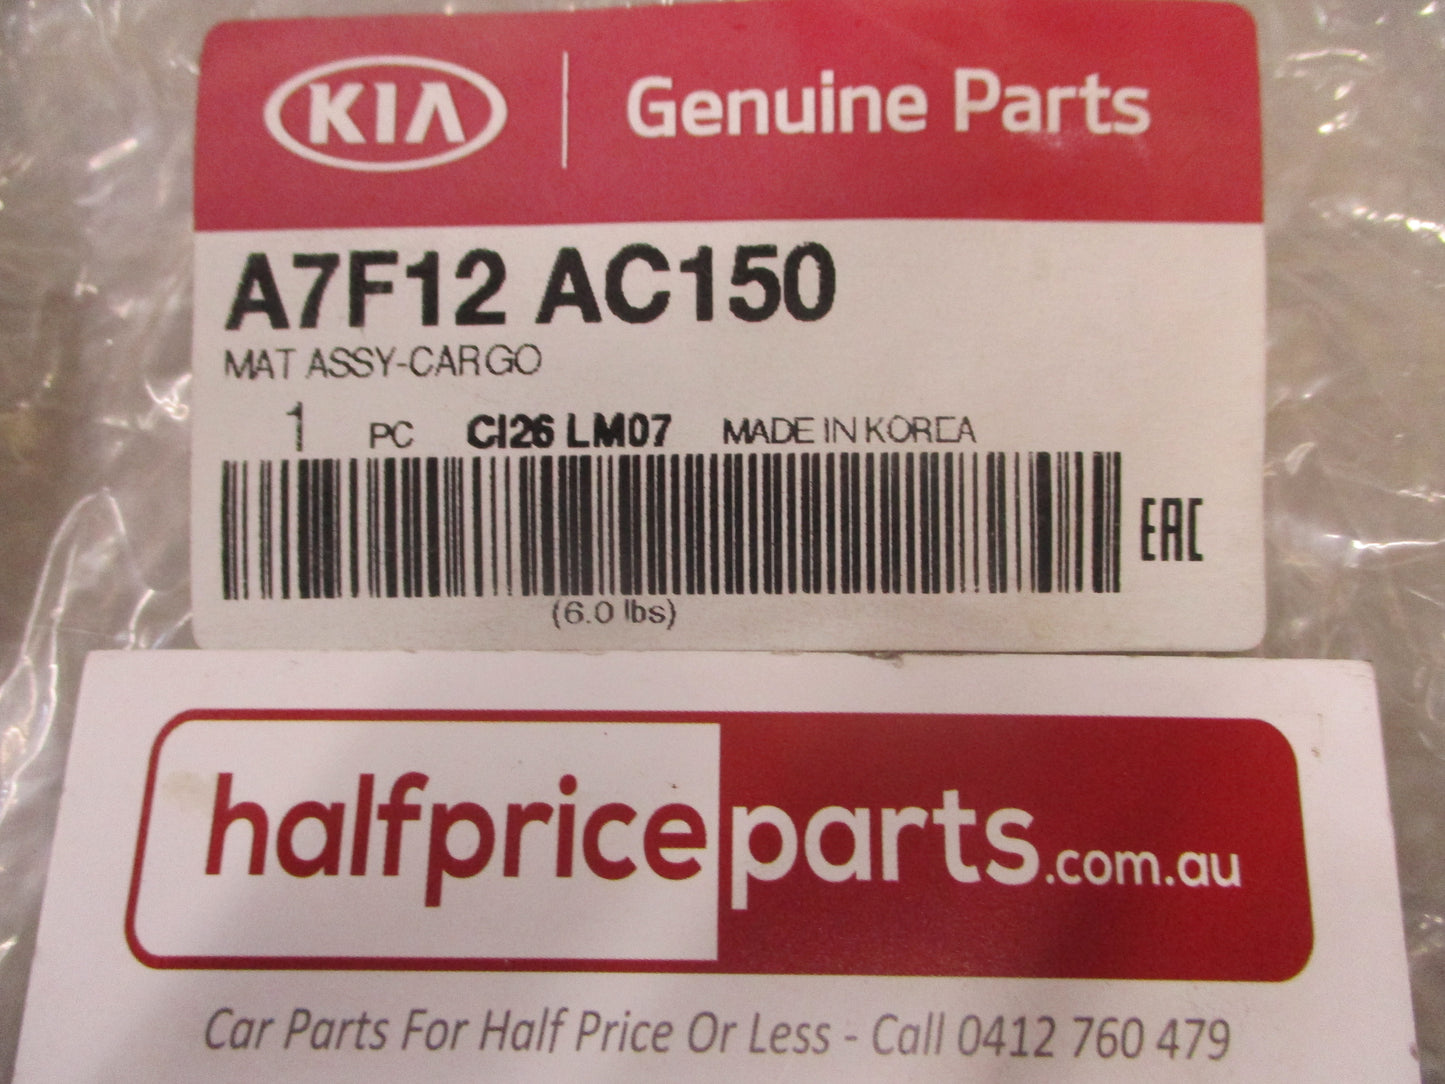 KIA Genuine Parts
A7F12 AC150
MAT ASSY-CARGO
1 PC CI26 LM07 MADE IN KOREA
EAC
(6.0 lbs)
halfpriceparts.com.au
Car Parts For Half Price Or Less - Call 0412 760 479